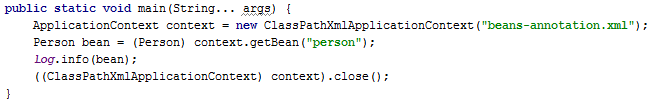 public static void main(String... args) {
    ApplicationContext context = new ClassPathXmlApplicationContext("beans-annotation.xml");
    Person bean = (Person) context.getBean("person");
    Log.info(bean);
    ((ClassPathXmlApplicationContext) context).close();
}